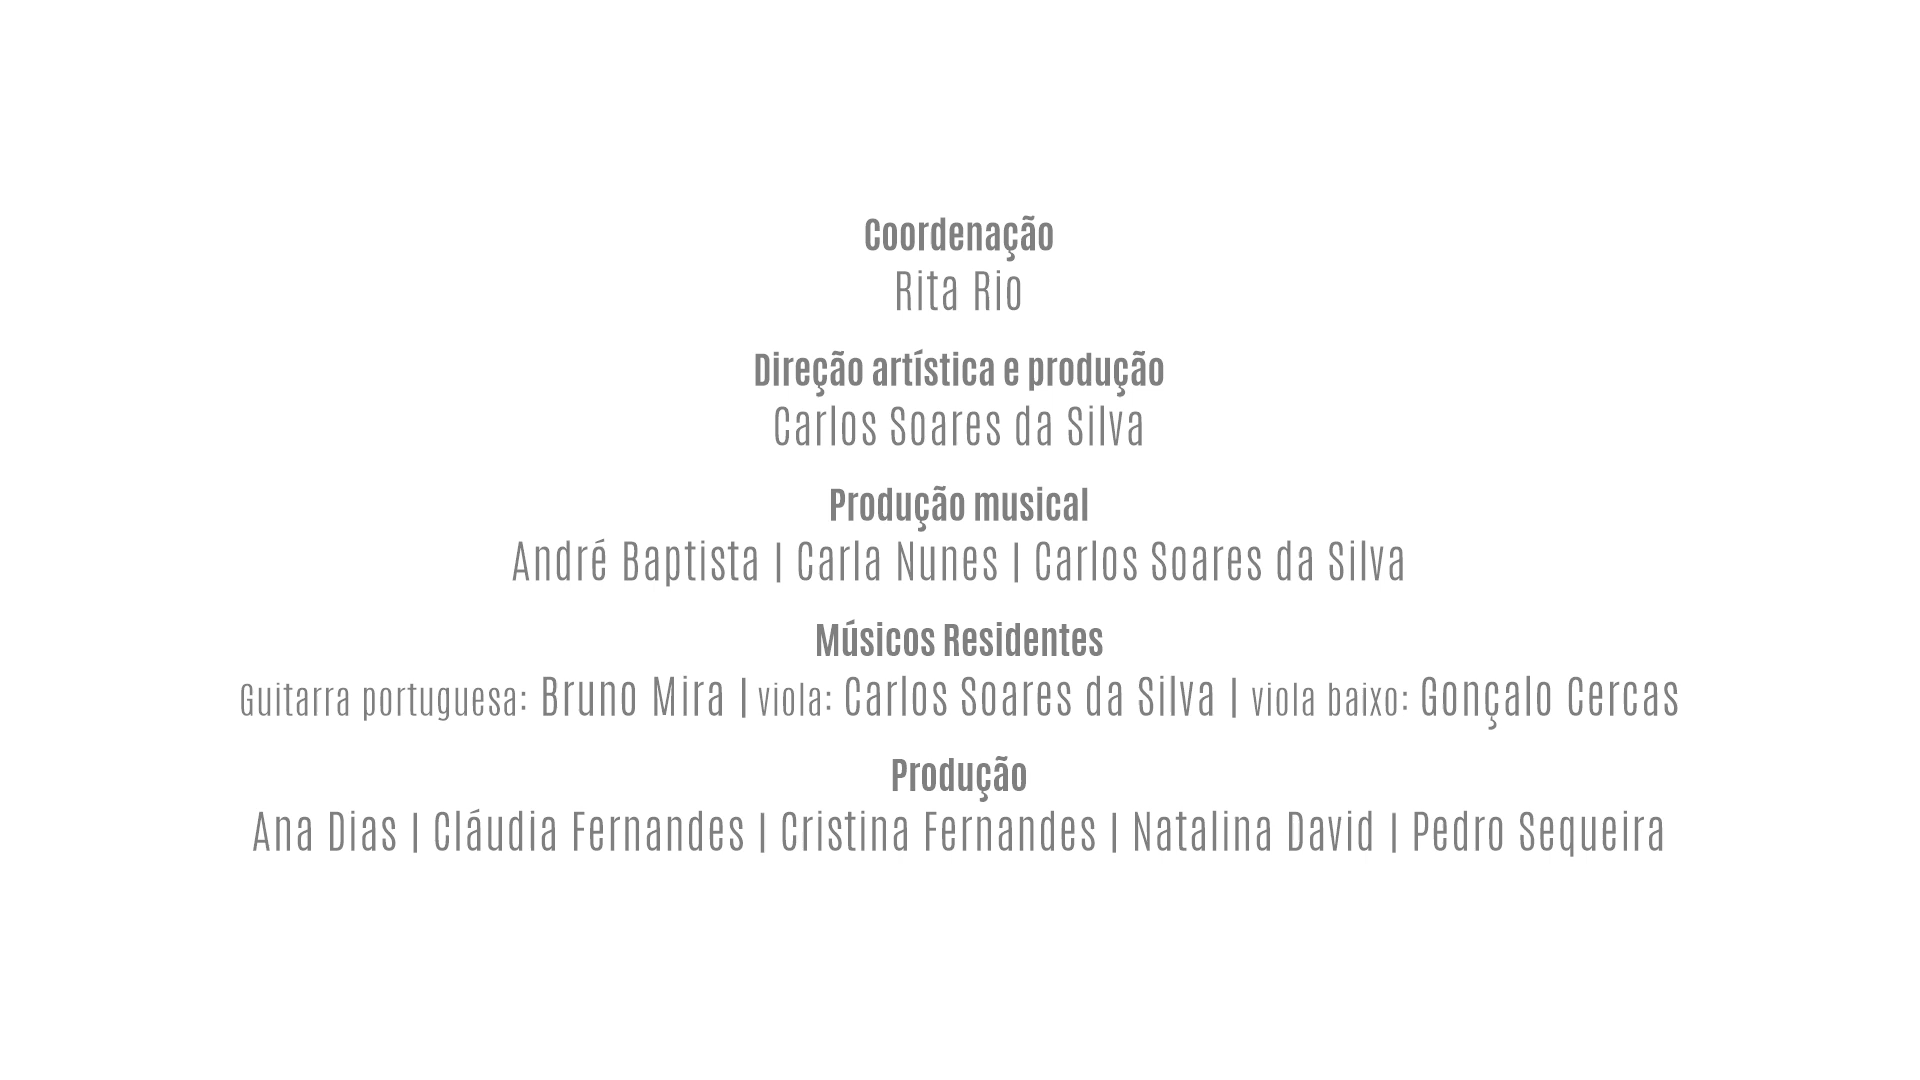 Coordenação
Rita Rio
Direção artística e produção
Carlos Soares da Silva
Produção musical
André Baptista | Carla Nunes | Carlos Soares da Silva
Músicos Residentes
Guitarra portuguesa: Bruno Mira | viola: Carlos Soares da Silva | viola baixo: Gonçalo Cercas
Produção
Ana Dias | Cláudia Fernandes | Cristina Fernandes | Natalina David | Pedro Sequeira